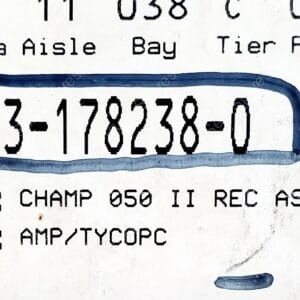 11 038 C
Aisle Bay Tier
3-178238-0
: CHAMP 050 II REC AS
: AMP/TYCOPC